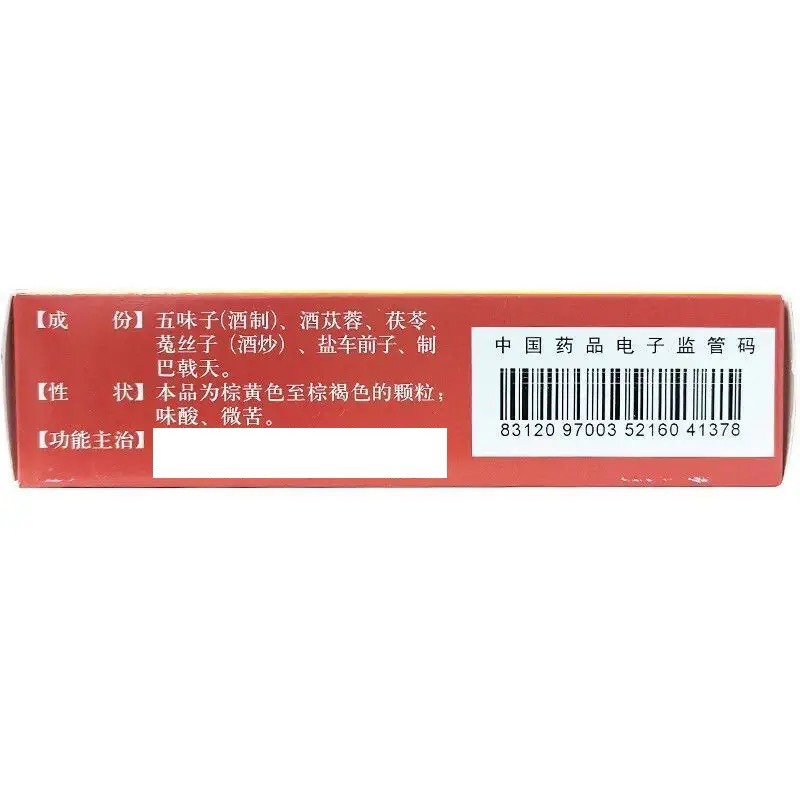 【成 份】五味子(酒制)、酒苁蓉、茯苓、
菟丝子(酒炒)、盐车前子、制
巴戟天。
【性 状】本品为棕黄色至棕褐色的颗粒；
味酸、微苦。
【功能主治】
中国药品电子监管码
83120 97003 52160 41378